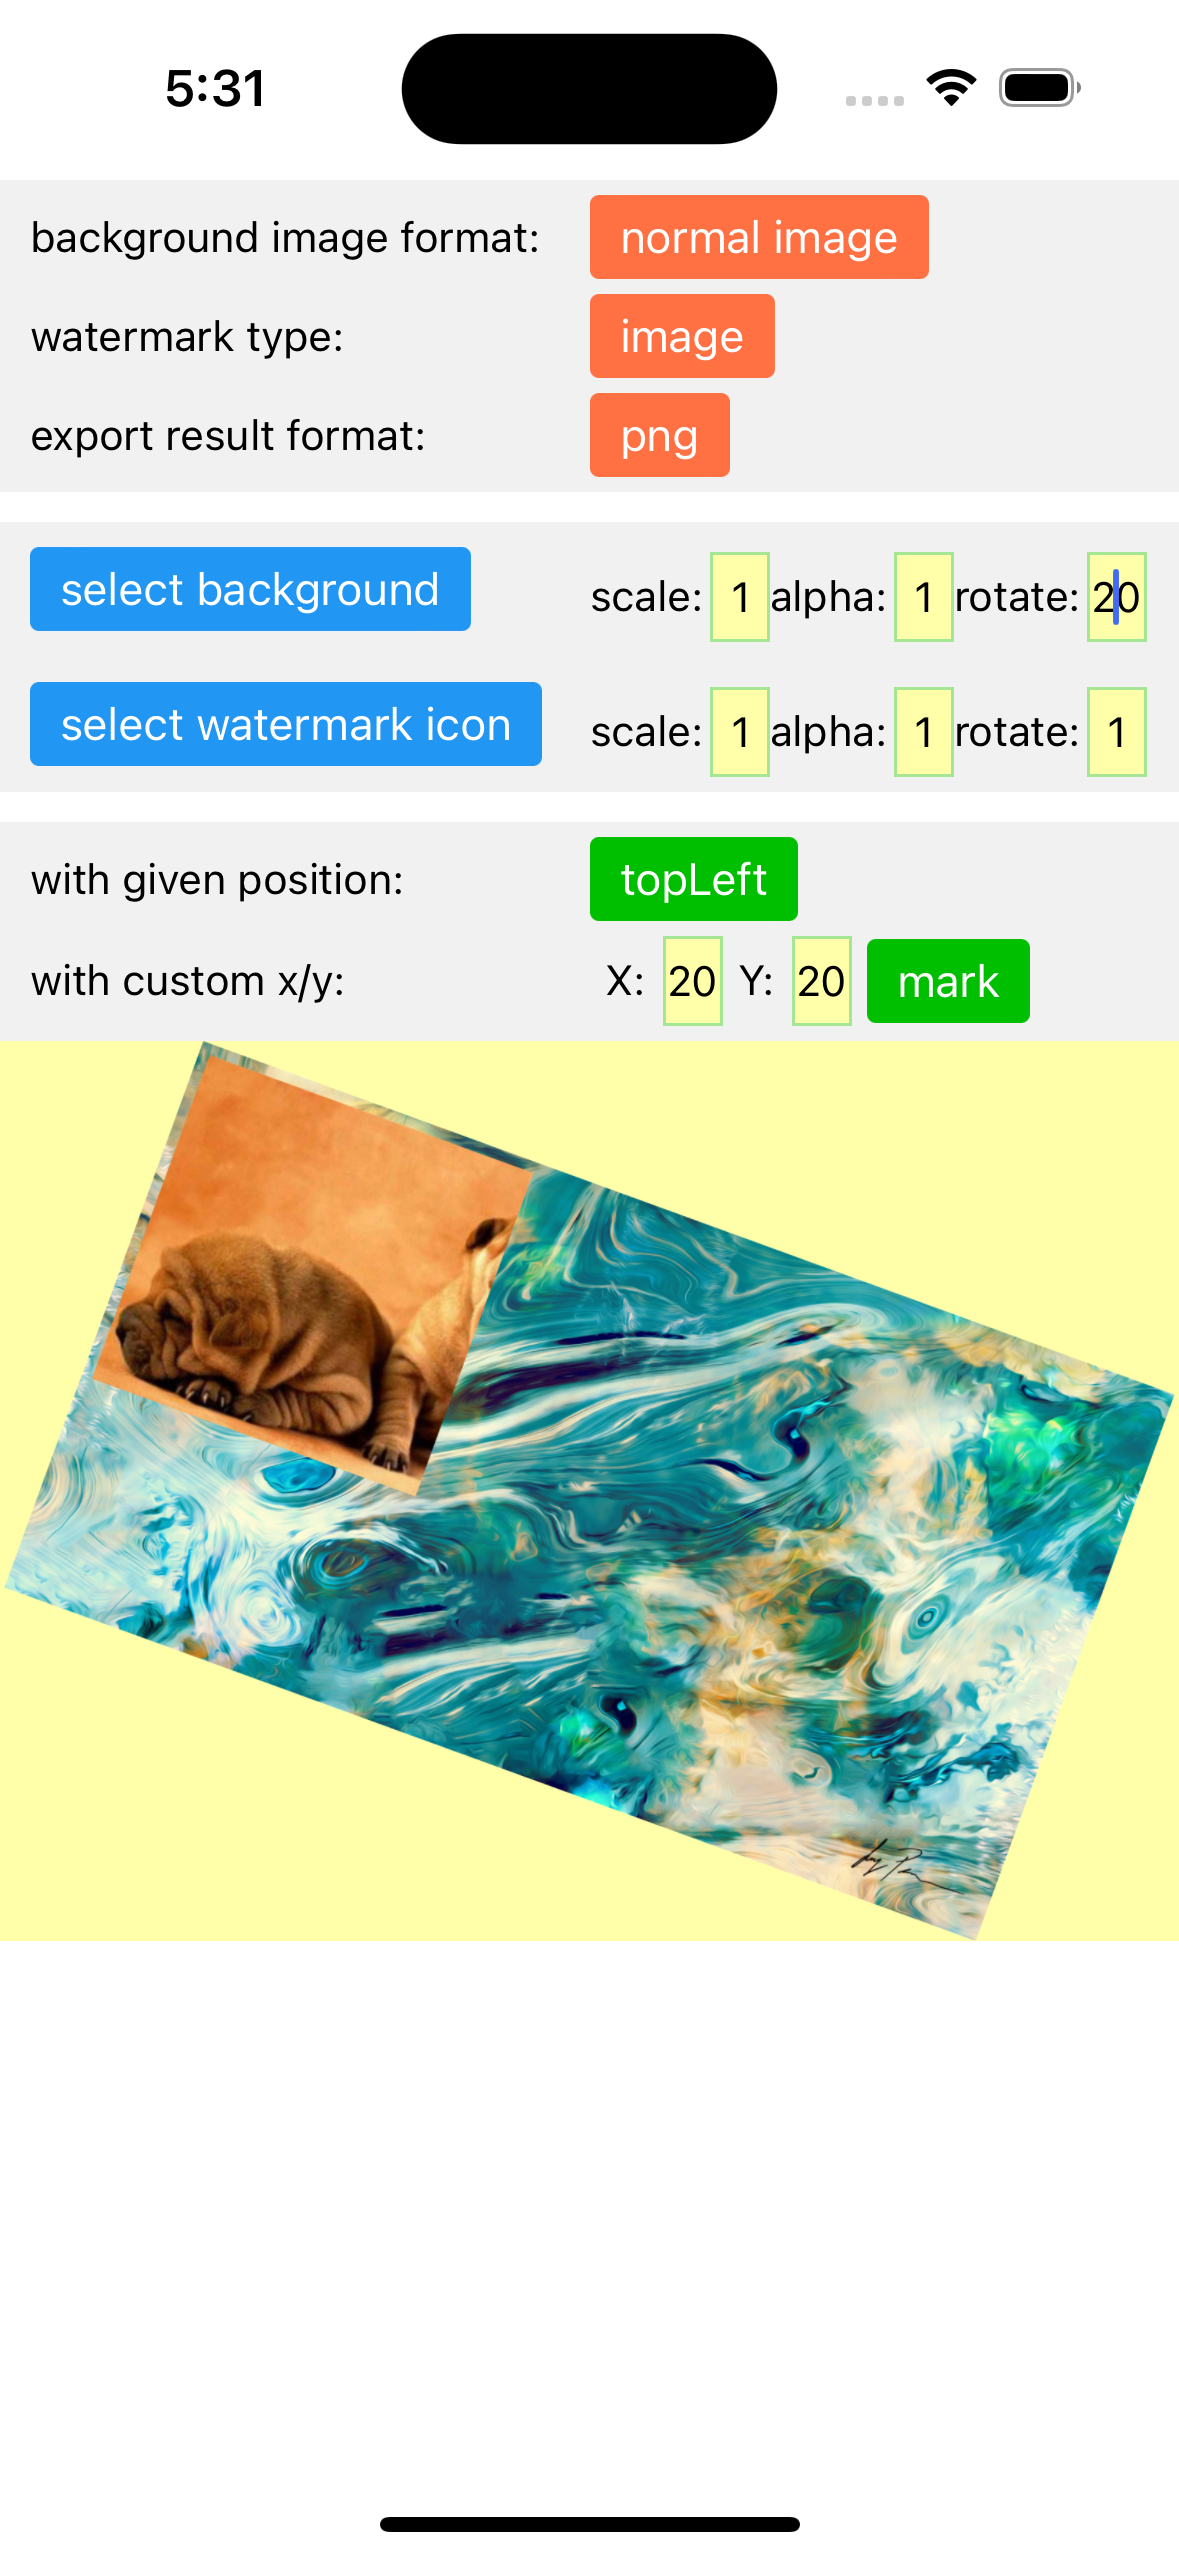 5:31
background image format: normal image
watermark type: image
export result format: png
select background scale: 1 alpha: 1 rotate: 20
select watermark icon scale: 1 alpha: 1 rotate: 1
with given position: topLeft
with custom x/y: X: 20 Y: 20 mark